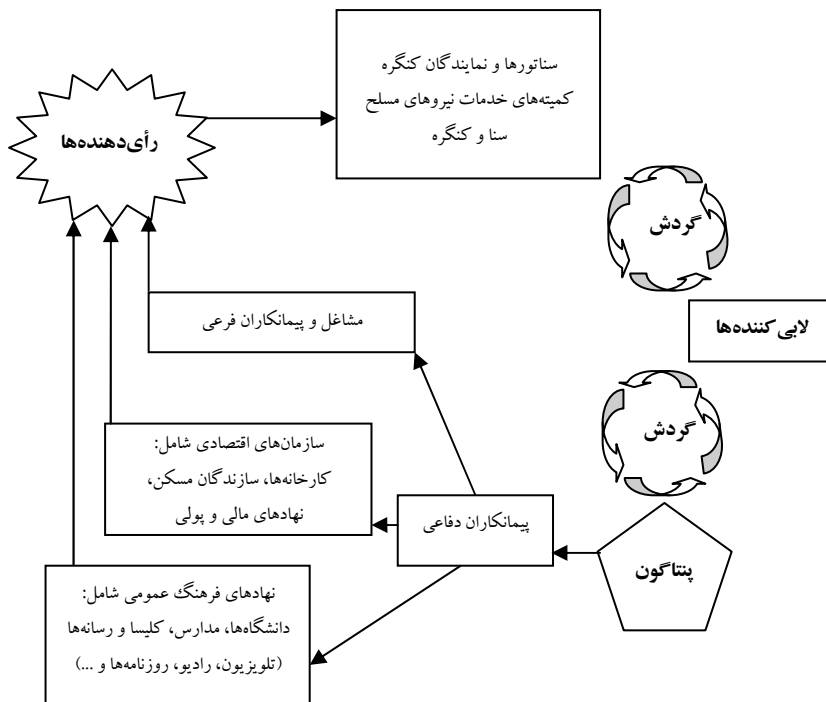 سناتورها و نمایندگان کنگره
کمیته‌های خدمات نیروهای مسلح
سنا و کنگره
رأی‌دهنده‌ها
گردش
مشاغل و پیمانکاران فرعی
لابی‌کننده‌ها
گردش
سازمان‌های اقتصادی شامل:
کارخانه‌ها، سازندگان مسکن،
نهادهای مالی و پولی
پیمانکاران دفاعی
پنتاگون
نهادهای فرهنگ عمومی شامل:
دانشگاه‌ها، مدارس، کلیسا و رسانه‌ها
(تلویزیون، رادیو، روزنامه‌ها و ...)